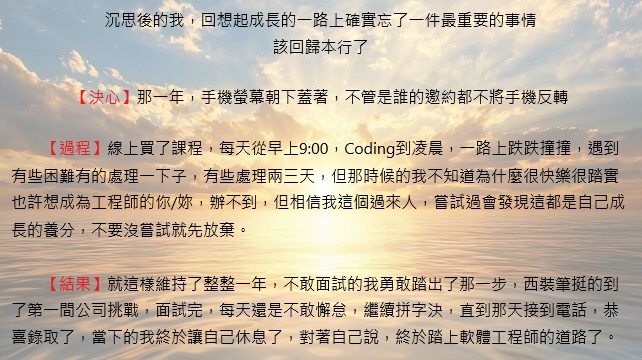 沉思後的我，回想起成長的一路上確實忘了一件最重要的事情
該回歸本行了
【決心】那一年，手機螢幕朝下蓋著，不管是誰的邀約都不將手機反轉
【過程】線上買了課程，每天從早上9:00，Coding到凌晨，一路上跌跌撞撞，遇到
有些困難有的處理一下子，有些處理兩三天，但那時候的我不知道為什麼很快樂很踏實
也許想成為工程師的你/妳，辦不到，但相信我這個過來人，嘗試過會發現這都是自己成
長的養分，不要沒嘗試就先放棄。
【結果】就這樣維持了整整一年，不敢面試的我勇敢踏出了那一步，西裝筆挺的到
了第一間公司挑戰，面試完，每天還是不敢懈怠，繼續拼字決，直到那天接到電話，恭
喜錄取了，當下的我終於讓自己休息了，對著自己說，終於踏上軟體工程師的道路了。